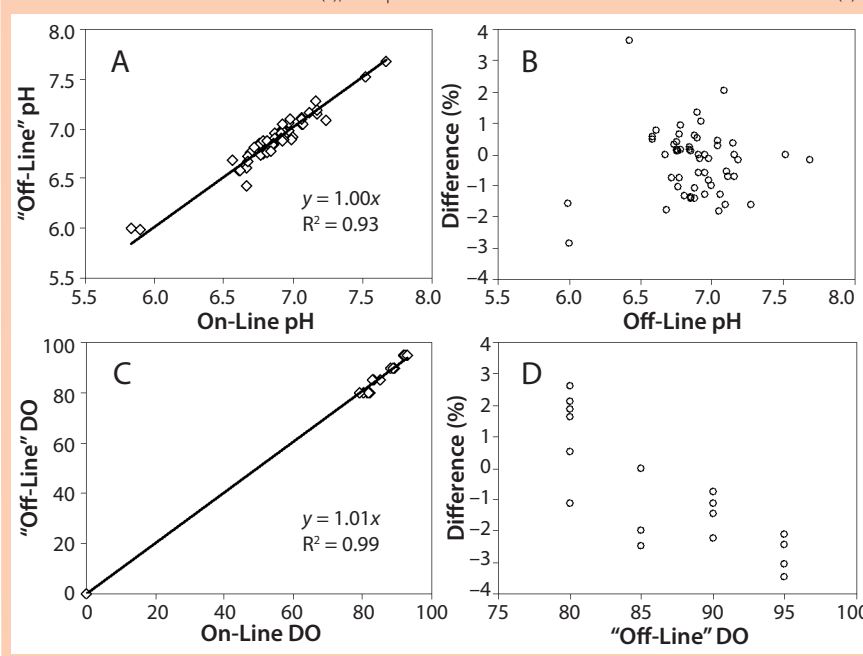 A
8.0
7.5
7.0
6.5
6.0
5.5
"Off-Line" pH
y = 1.00x
R² = 0.93
5.5 6.0 6.5 7.0 7.5 8.0
On-Line pH
B
4
3
2
1
0
−1
−2
−3
−4
Difference (%)
5.5 6.0 6.5 7.0 7.5 8.0
Off-Line pH
C
100
80
60
40
20
0
"Off-Line" DO
y = 1.01x
R² = 0.99
0 20 40 60 80 100
On-Line DO
D
4
3
2
1
0
−1
−2
−3
−4
Difference (%)
75 80 85 90 95 100
"Off-Line" DO